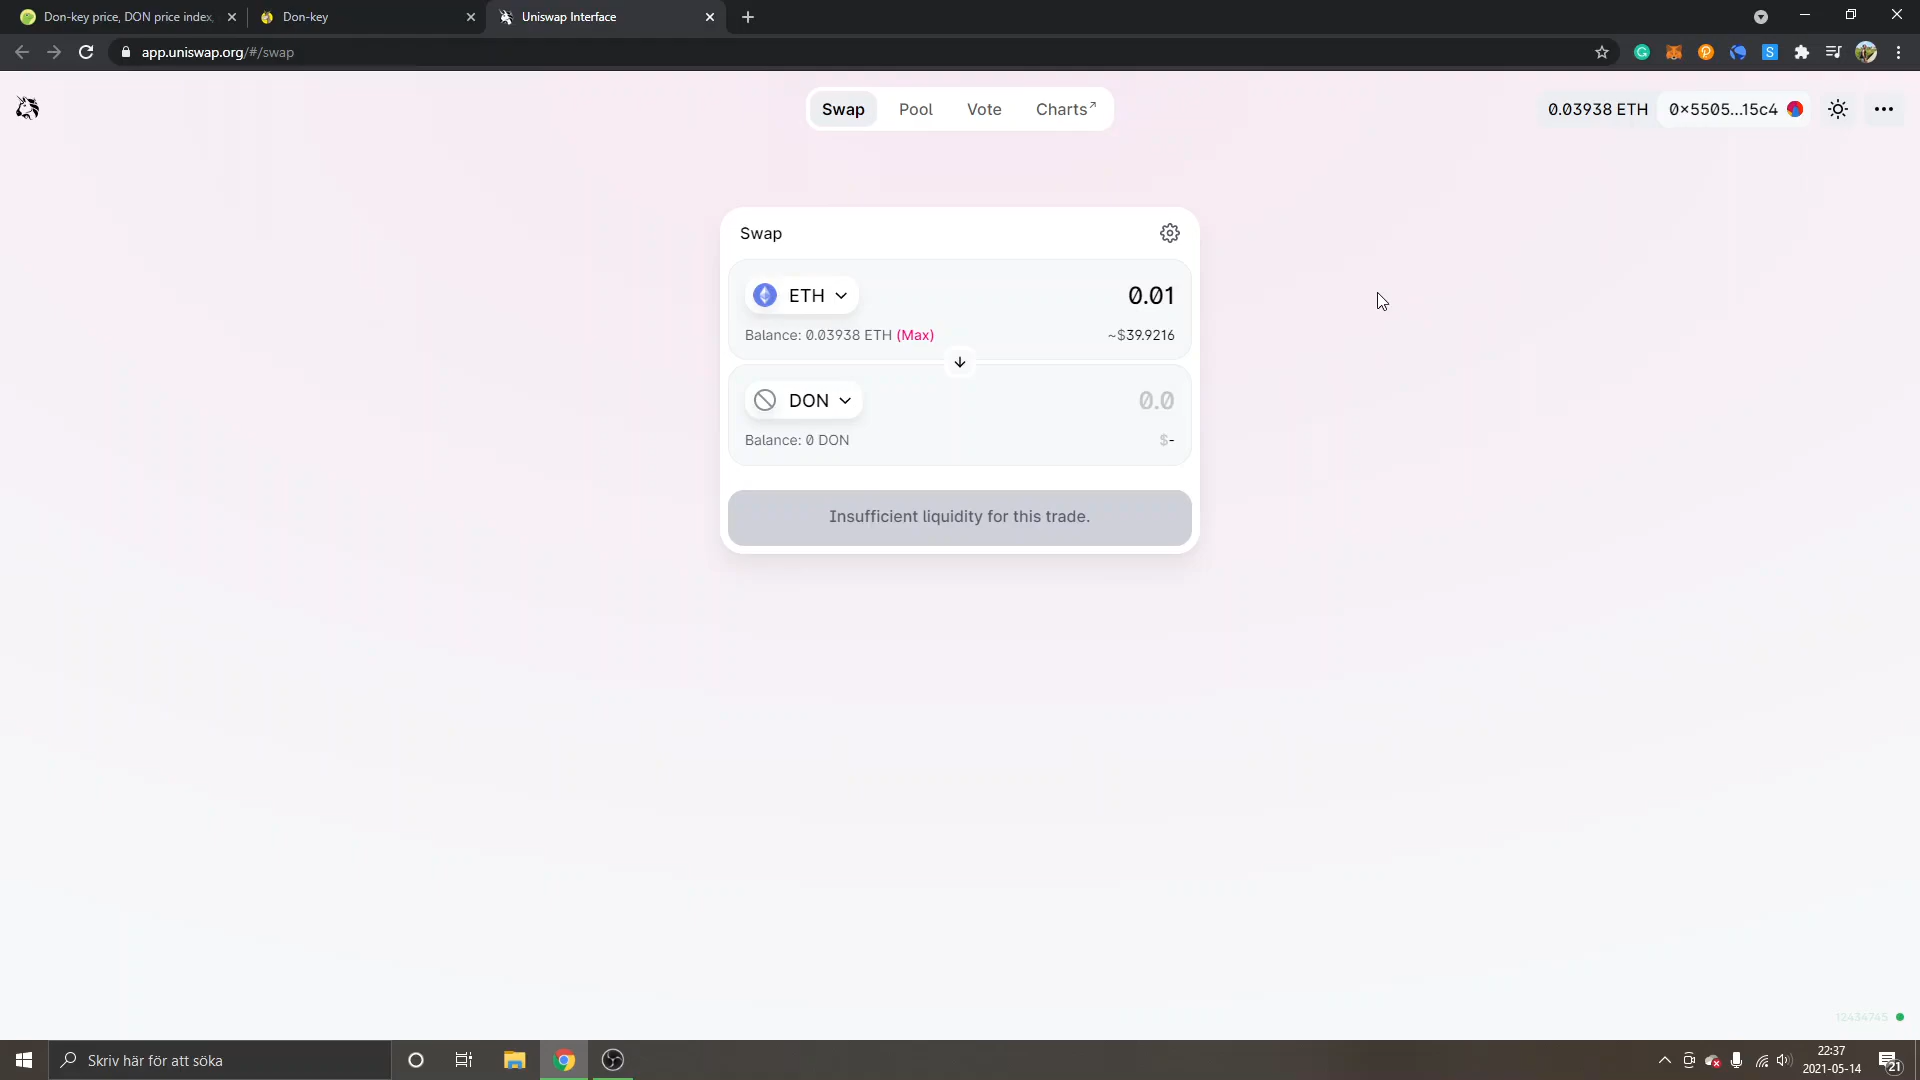 Don-key price, DON price index,
Don-key
Uniswap Interface
app.uniswap.org/#/swap
Swap
Pool
Vote
Charts↗
0.03938 ETH
0x5505...15c4
Swap
ETH
0.01
Balance: 0.03938 ETH (Max)
~$39.9216
DON
0.0
Balance: 0 DON
$-
Insufficient liquidity for this trade.
12434745
Skriv här för att söka
22:37
2021-05-14
21